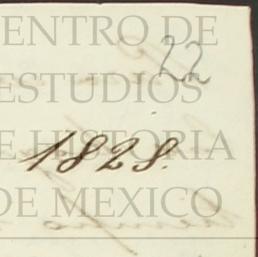 22
CENTRO DE
ESTUDIOS
DE HISTORIA
1828.
DE MEXICO